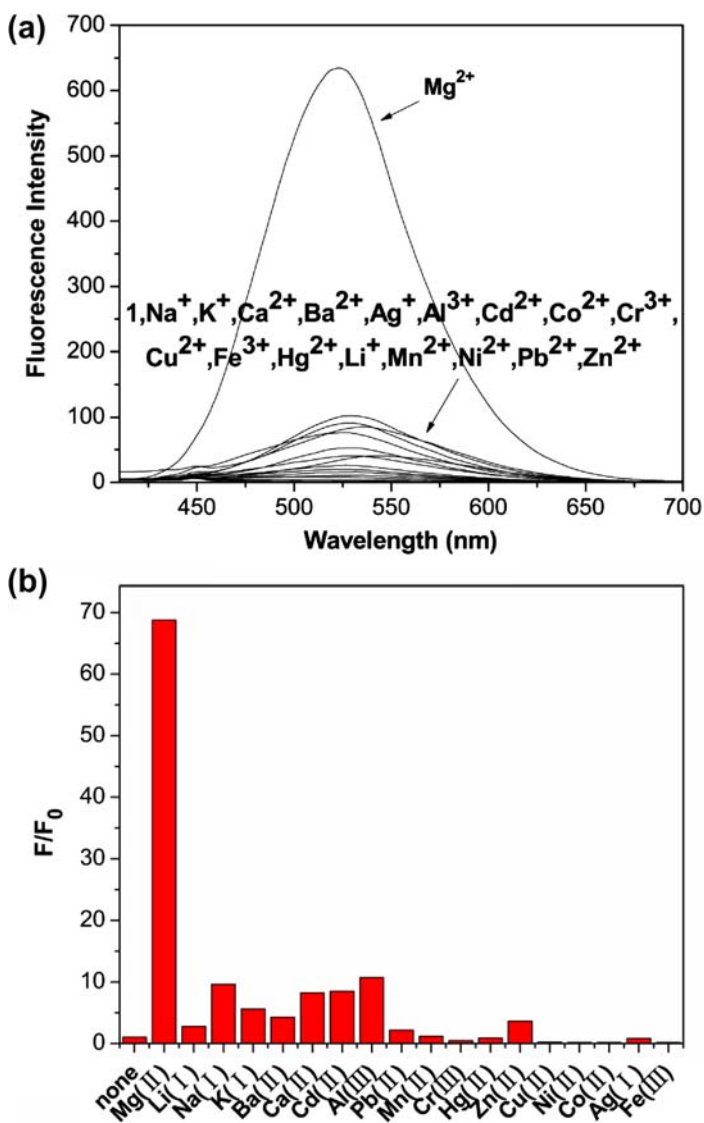 (a)
700
600
500
400
300
200
100
0
Fluorescence Intensity
Mg²⁺
1,Na⁺,K⁺,Ca²⁺,Ba²⁺,Ag⁺,Al³⁺,Cd²⁺,Co²⁺,Cr³⁺,
Cu²⁺,Fe³⁺,Hg²⁺,Li⁺,Mn²⁺,Ni²⁺,Pb²⁺,Zn²⁺
450 500 550 600 650 700
Wavelength (nm)
(b)
70
60
50
40
30
20
10
0
F/F₀
none
Mg(II)
Li(I)
Na(I)
K(I)
Ba(II)
Ca(II)
Cd(II)
Al(III)
Pb(II)
Mn(II)
Cr(III)
Hg(II)
Zn(II)
Cu(II)
Ni(II)
Co(II)
Ag(I)
Fe(III)